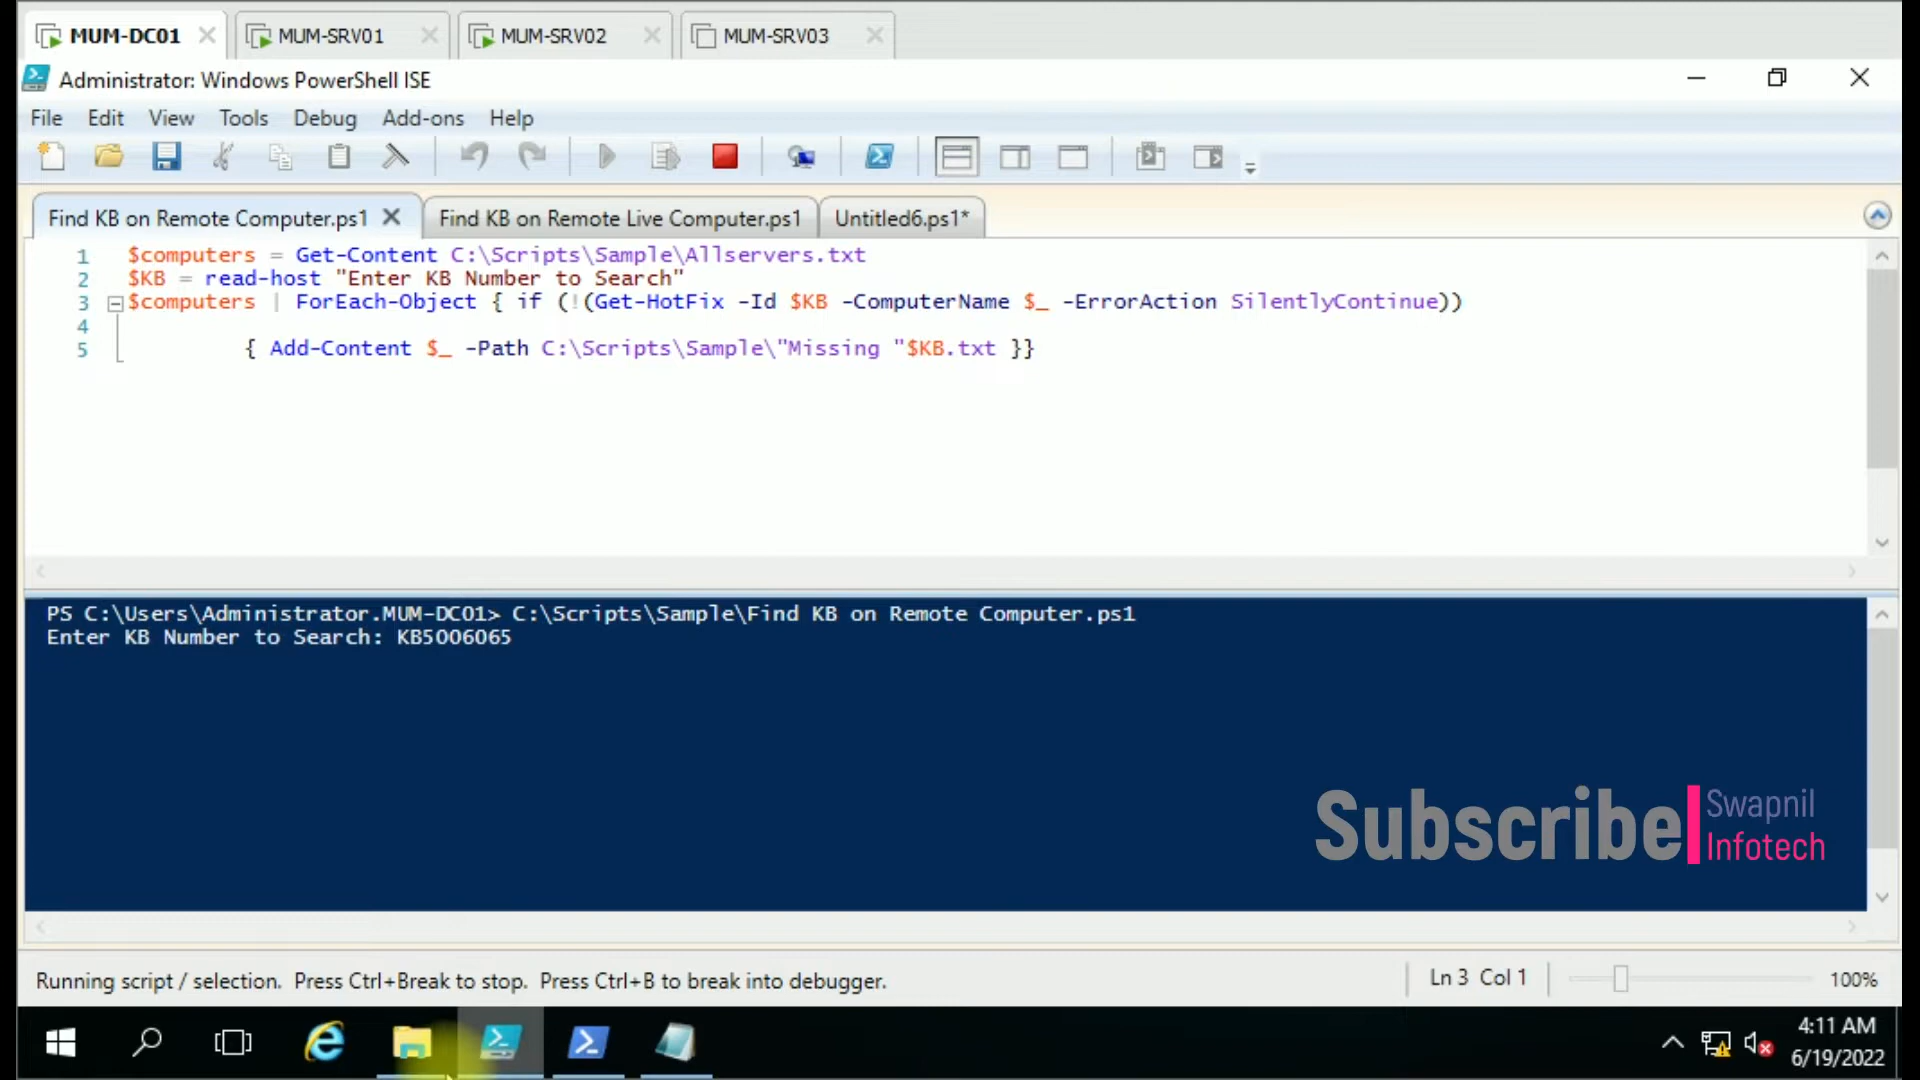 MUM-DC01 MUM-SRV01 MUM-SRV02 MUM-SRV03
Administrator: Windows PowerShell ISE
File Edit View Tools Debug Add-ons Help
Find KB on Remote Computer.ps1 Find KB on Remote Live Computer.ps1 Untitled6.ps1*
1 $computers = Get-Content C:\Scripts\Sample\Allservers.txt
2 $KB = read-host "Enter KB Number to Search"
3 $computers | ForEach-Object { if (!(Get-HotFix -Id $KB -ComputerName $_ -ErrorAction SilentlyContinue))
4
5 { Add-Content $_ -Path C:\Scripts\Sample\"Missing "$KB.txt }}
PS C:\Users\Administrator.MUM-DC01> C:\Scripts\Sample\Find KB on Remote Computer.ps1
Enter KB Number to Search: KB5006065
Subscribe
Swapnil
Infotech
Running script / selection. Press Ctrl+Break to stop. Press Ctrl+B to break into debugger.
Ln 3 Col 1
100%
4:11 AM
6/19/2022